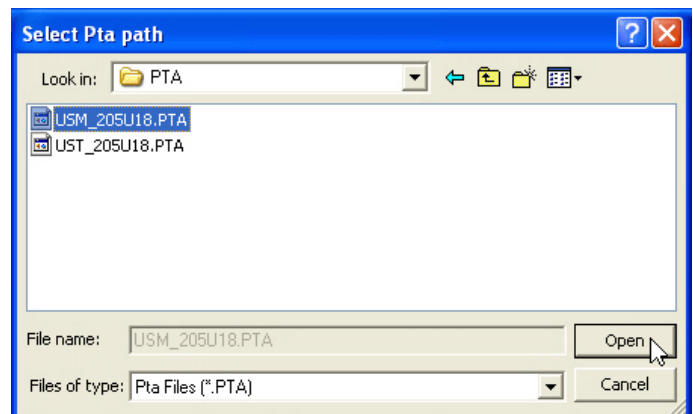 Select Pta path
Look in: PTA
USM_205U18.PTA
UST_205U18.PTA
File name: USM_205U18.PTA Open
Files of type: Pta Files (*.PTA) Cancel